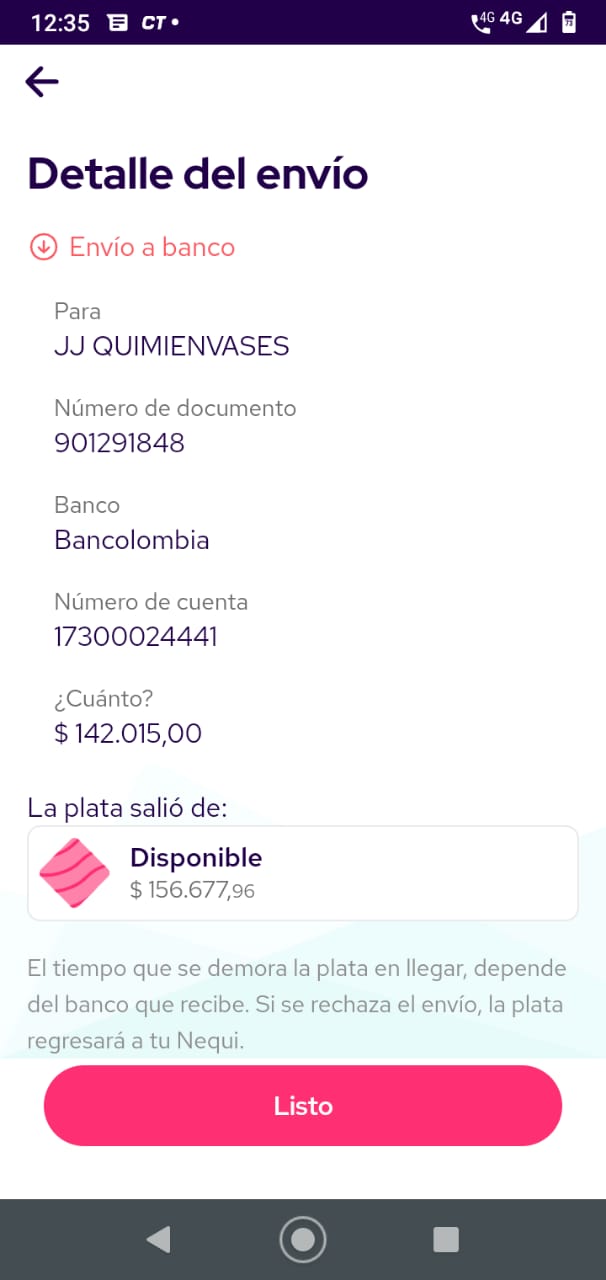 12:35 CT
4G 4G 73
Detalle del envío
Envío a banco
Para
JJ QUIMIENVASES
Número de documento
901291848
Banco
Bancolombia
Número de cuenta
17300024441
¿Cuánto?
$ 142.015,00
La plata salió de:
Disponible
$ 156.677,96
El tiempo que se demora la plata en llegar, depende
del banco que recibe. Si se rechaza el envío, la plata
regresará a tu Nequi.
Listo